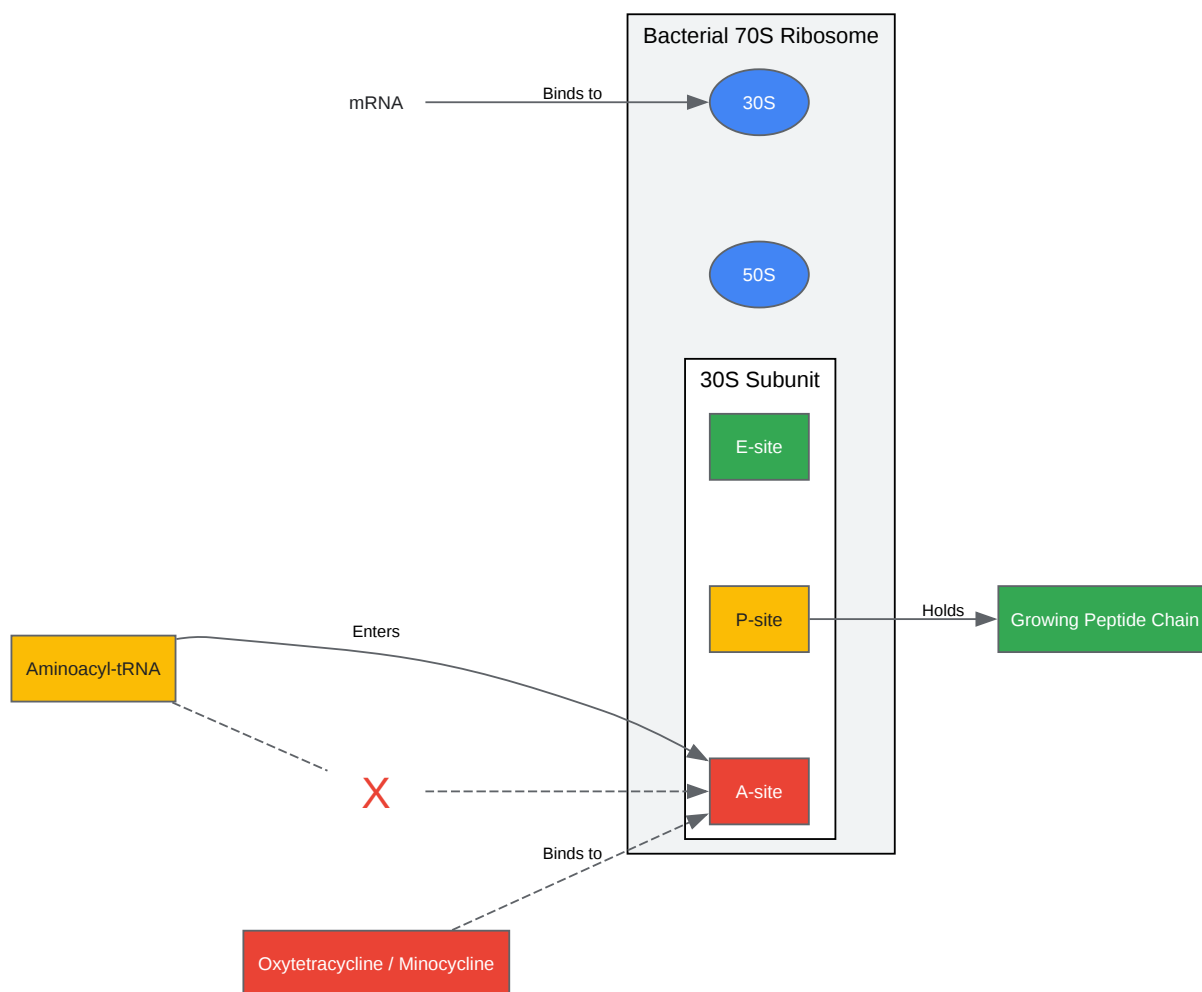 Bacterial 70S Ribosome
mRNA
Binds to
30S
50S
30S Subunit
E-site
P-site
Holds
Growing Peptide Chain
Enters
Aminoacyl-tRNA
A-site
X
Binds to
Oxytetracycline / Minocycline